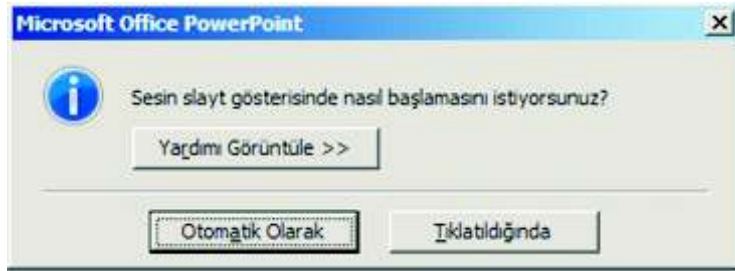 Microsoft Office PowerPoint
Sesin slayt gösterisinde nasıl başlamasını istiyorsunuz?
Yardımı Görüntüle >>
Otomatik Olarak
Tıklatıldığında